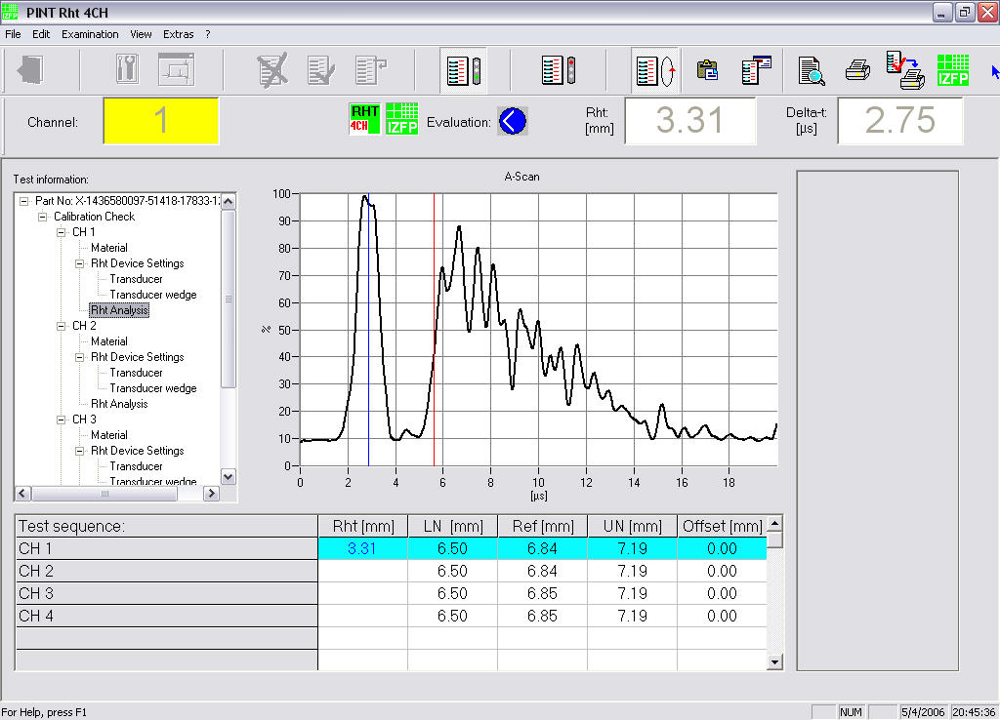 PINT Rht 4CH
File Edit Examination View Extras ?
IZFP
Channel: 1 RHT 4CH IZFP Evaluation: Rht: [mm] 3.31 Delta-t: [µs] 2.75
Test information:
Part No: X-1436580097-51418-17833-1
Calibration Check
CH 1
Material
Rht Device Settings
Transducer
Transducer wedge
Rht Analysis
CH 2
Material
Rht Device Settings
Transducer
Transducer wedge
Rht Analysis
CH 3
Material
Rht Device Settings
Transducer
Transducer wedge
A-Scan
100
90
80
70
60
50
40
30
20
10
0
%
0 2 4 6 8 10 12 14 16 18
[µs]
Test sequence: Rht [mm] LN [mm] Ref [mm] UN [mm] Offset [mm]
CH 1 3.31 6.50 6.84 7.19 0.00
CH 2 6.50 6.84 7.19 0.00
CH 3 6.50 6.85 7.19 0.00
CH 4 6.50 6.85 7.19 0.00
For Help, press F1 NUM 5/4/2006 20:45:36